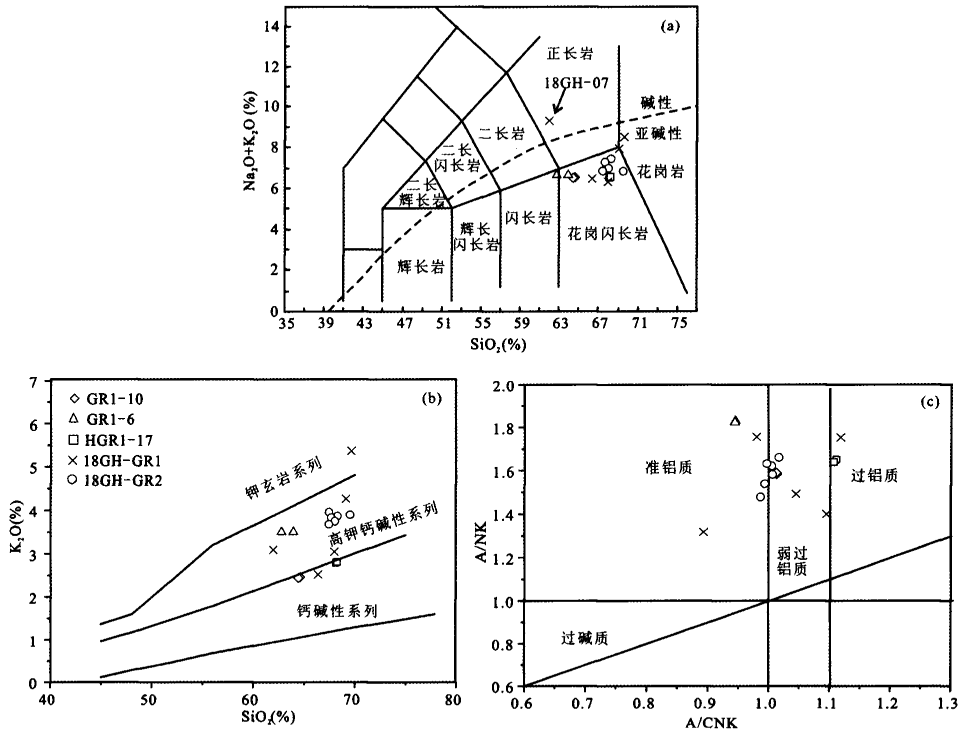 (a)
Na₂O+K₂O (%)
14
12
10
8
6
4
2
0
正长岩
18GH-07
碱性
亚碱性
二长岩
二长
闪长岩
二长
辉长岩
花岗岩
辉长岩
辉长
闪长岩
闪长岩
花岗闪长岩
35 39 43 47 49 51 55 57 59 63 67 69 71 75
SiO₂(%)
(b)
K₂O(%)
7
6
5
4
3
2
1
0
GR1-10
GR1-6
HGR1-17
18GH-GR1
18GH-GR2
钾玄岩系列
高钾钙碱性系列
钙碱性系列
40 50 60 70 80
SiO₂(%)
(c)
A/NK
2.0
1.8
1.6
1.4
1.2
1.0
0.8
0.6
准铝质
过铝质
弱过
铝质
过碱质
0.6 0.7 0.8 0.9 1.0 1.1 1.2 1.3
A/CNK